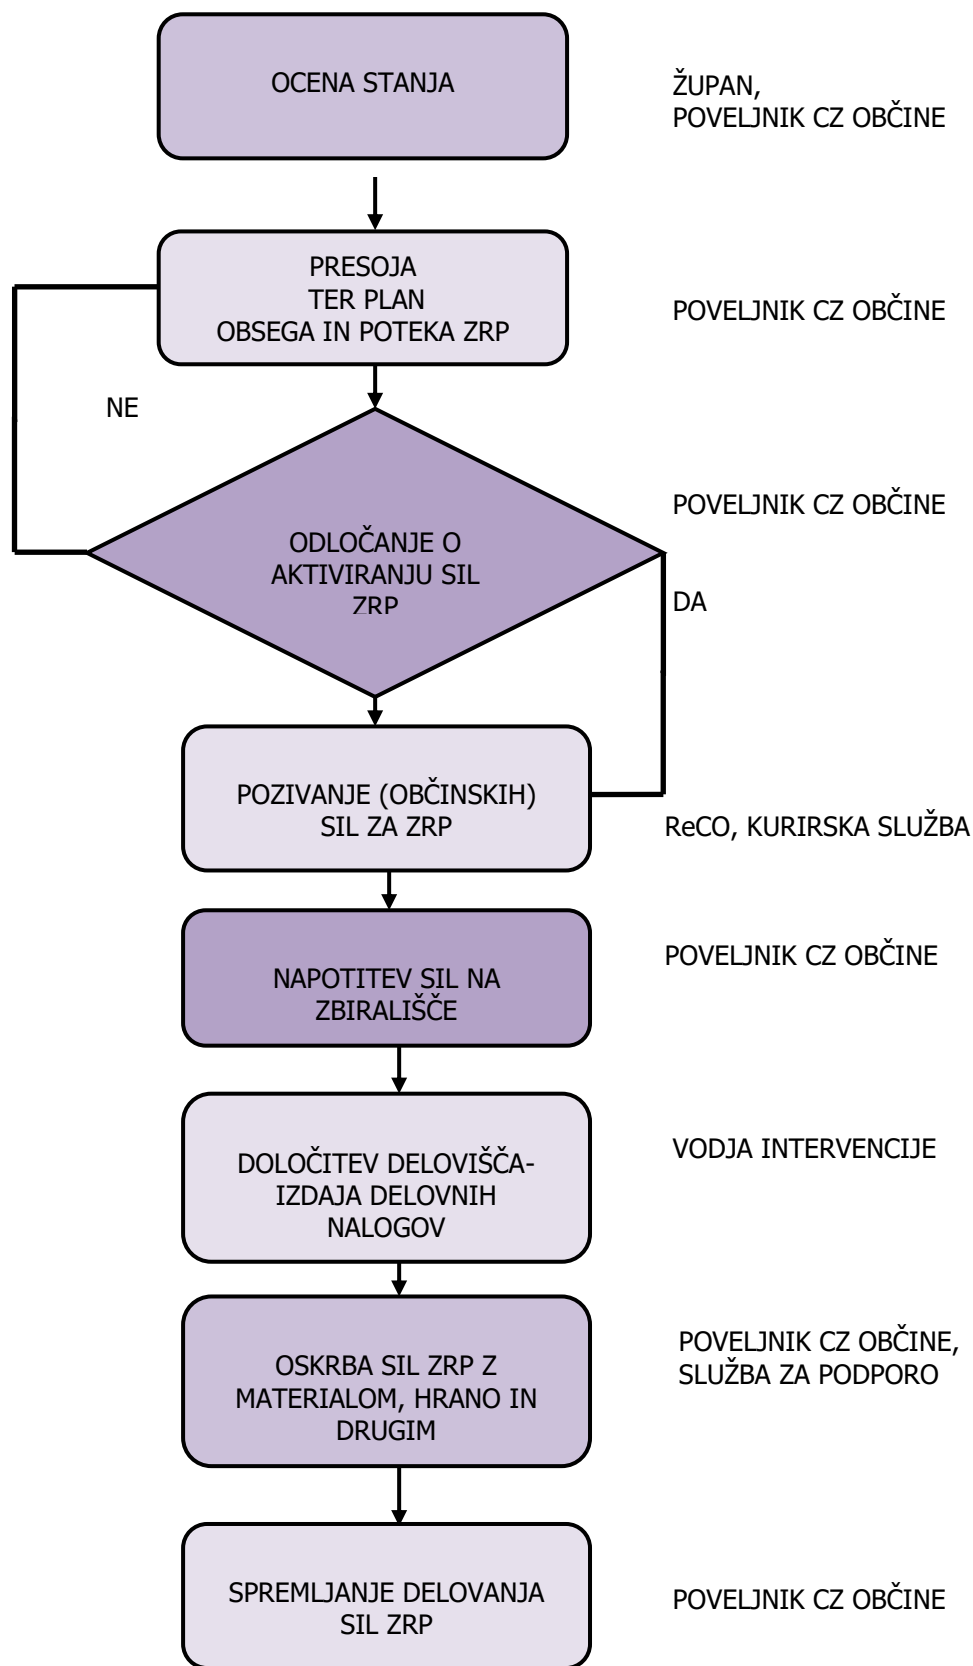 OCENA STANJA
ŽUPAN,
POVELJNIK CZ OBČINE
PRESOJA
TER PLAN
OBSEGA IN POTEKA ZRP
POVELJNIK CZ OBČINE
NE
POVELJNIK CZ OBČINE
ODLOČANJE O
AKTIVIRANJU SIL
ZRP
DA
POZIVANJE (OBČINSKIH)
SIL ZA ZRP
ReCO, KURIRSKA SLUŽBA
NAPOTITEV SIL NA
ZBIRALIŠČE
POVELJNIK CZ OBČINE
DOLOČITEV DELOVIŠČA-
IZDAJA DELOVNIH
NALOGOV
VODJA INTERVENCIJE
OSKRBA SIL ZRP Z
MATERIALOM, HRANO IN
DRUGIM
POVELJNIK CZ OBČINE,
SLUŽBA ZA PODPORO
SPREMLJANJE DELOVANJA
SIL ZRP
POVELJNIK CZ OBČINE